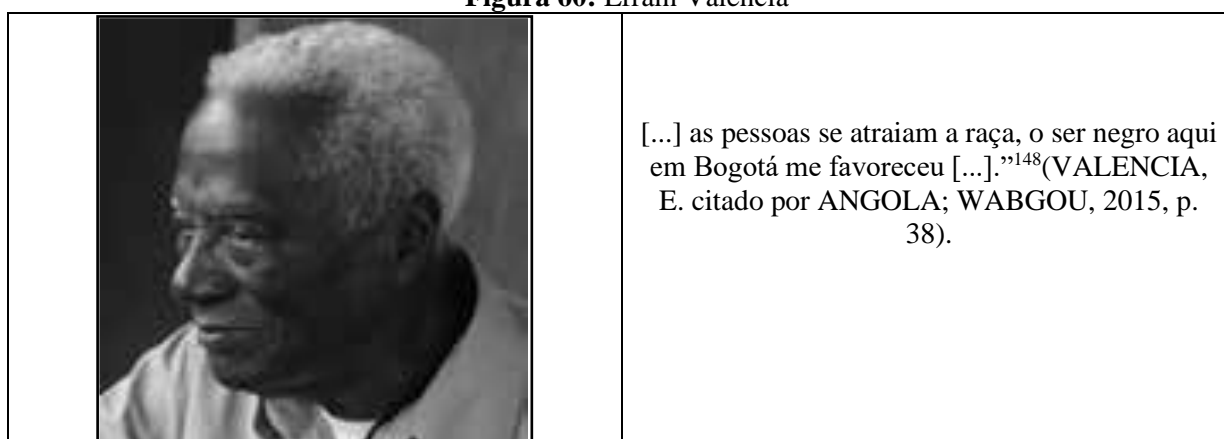 Figura 60: Efraín Valencia
[...] as pessoas se atraiam a raça, o ser negro aqui
em Bogotá me favoreceu [...].”148(VALENCIA,
E. citado por ANGOLA; WABGOU, 2015, p.
38).